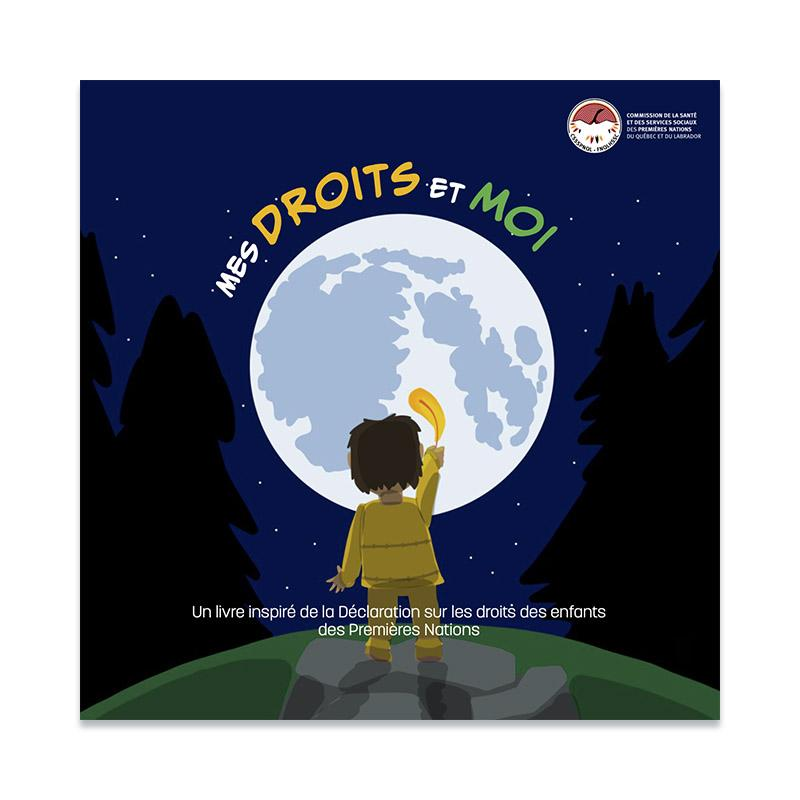 COMMISSION DE LA SANTÉ
ET DES SERVICES SOCIAUX
DES PREMIÈRES NATIONS
DU QUÉBEC ET DU LABRADOR
CSSSPNQL - FNQLHSSC
MES DROITS ET MOI
Un livre inspiré de la Déclaration sur les droits des enfants
des Premières Nations